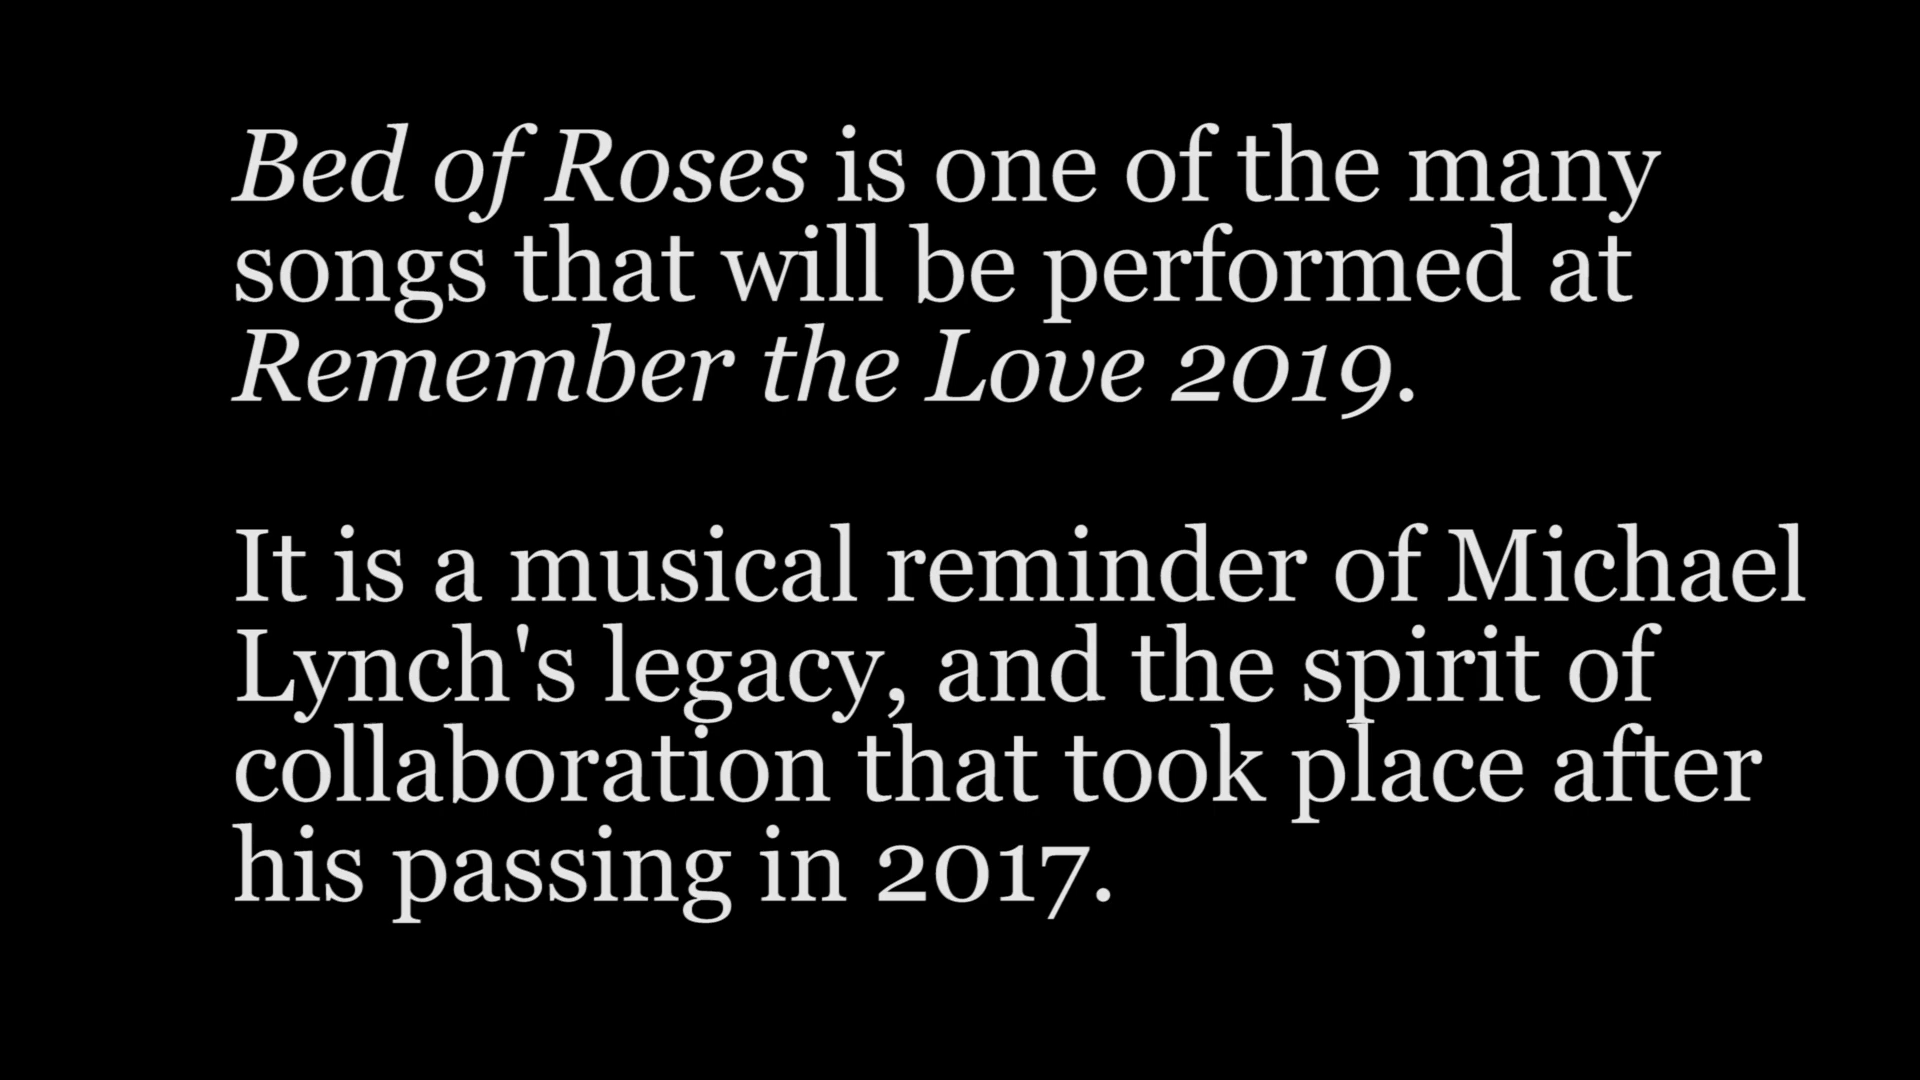 Bed of Roses is one of the many
songs that will be performed at
Remember the Love 2019.
It is a musical reminder of Michael
Lynch's legacy, and the spirit of
collaboration that took place after
his passing in 2017.